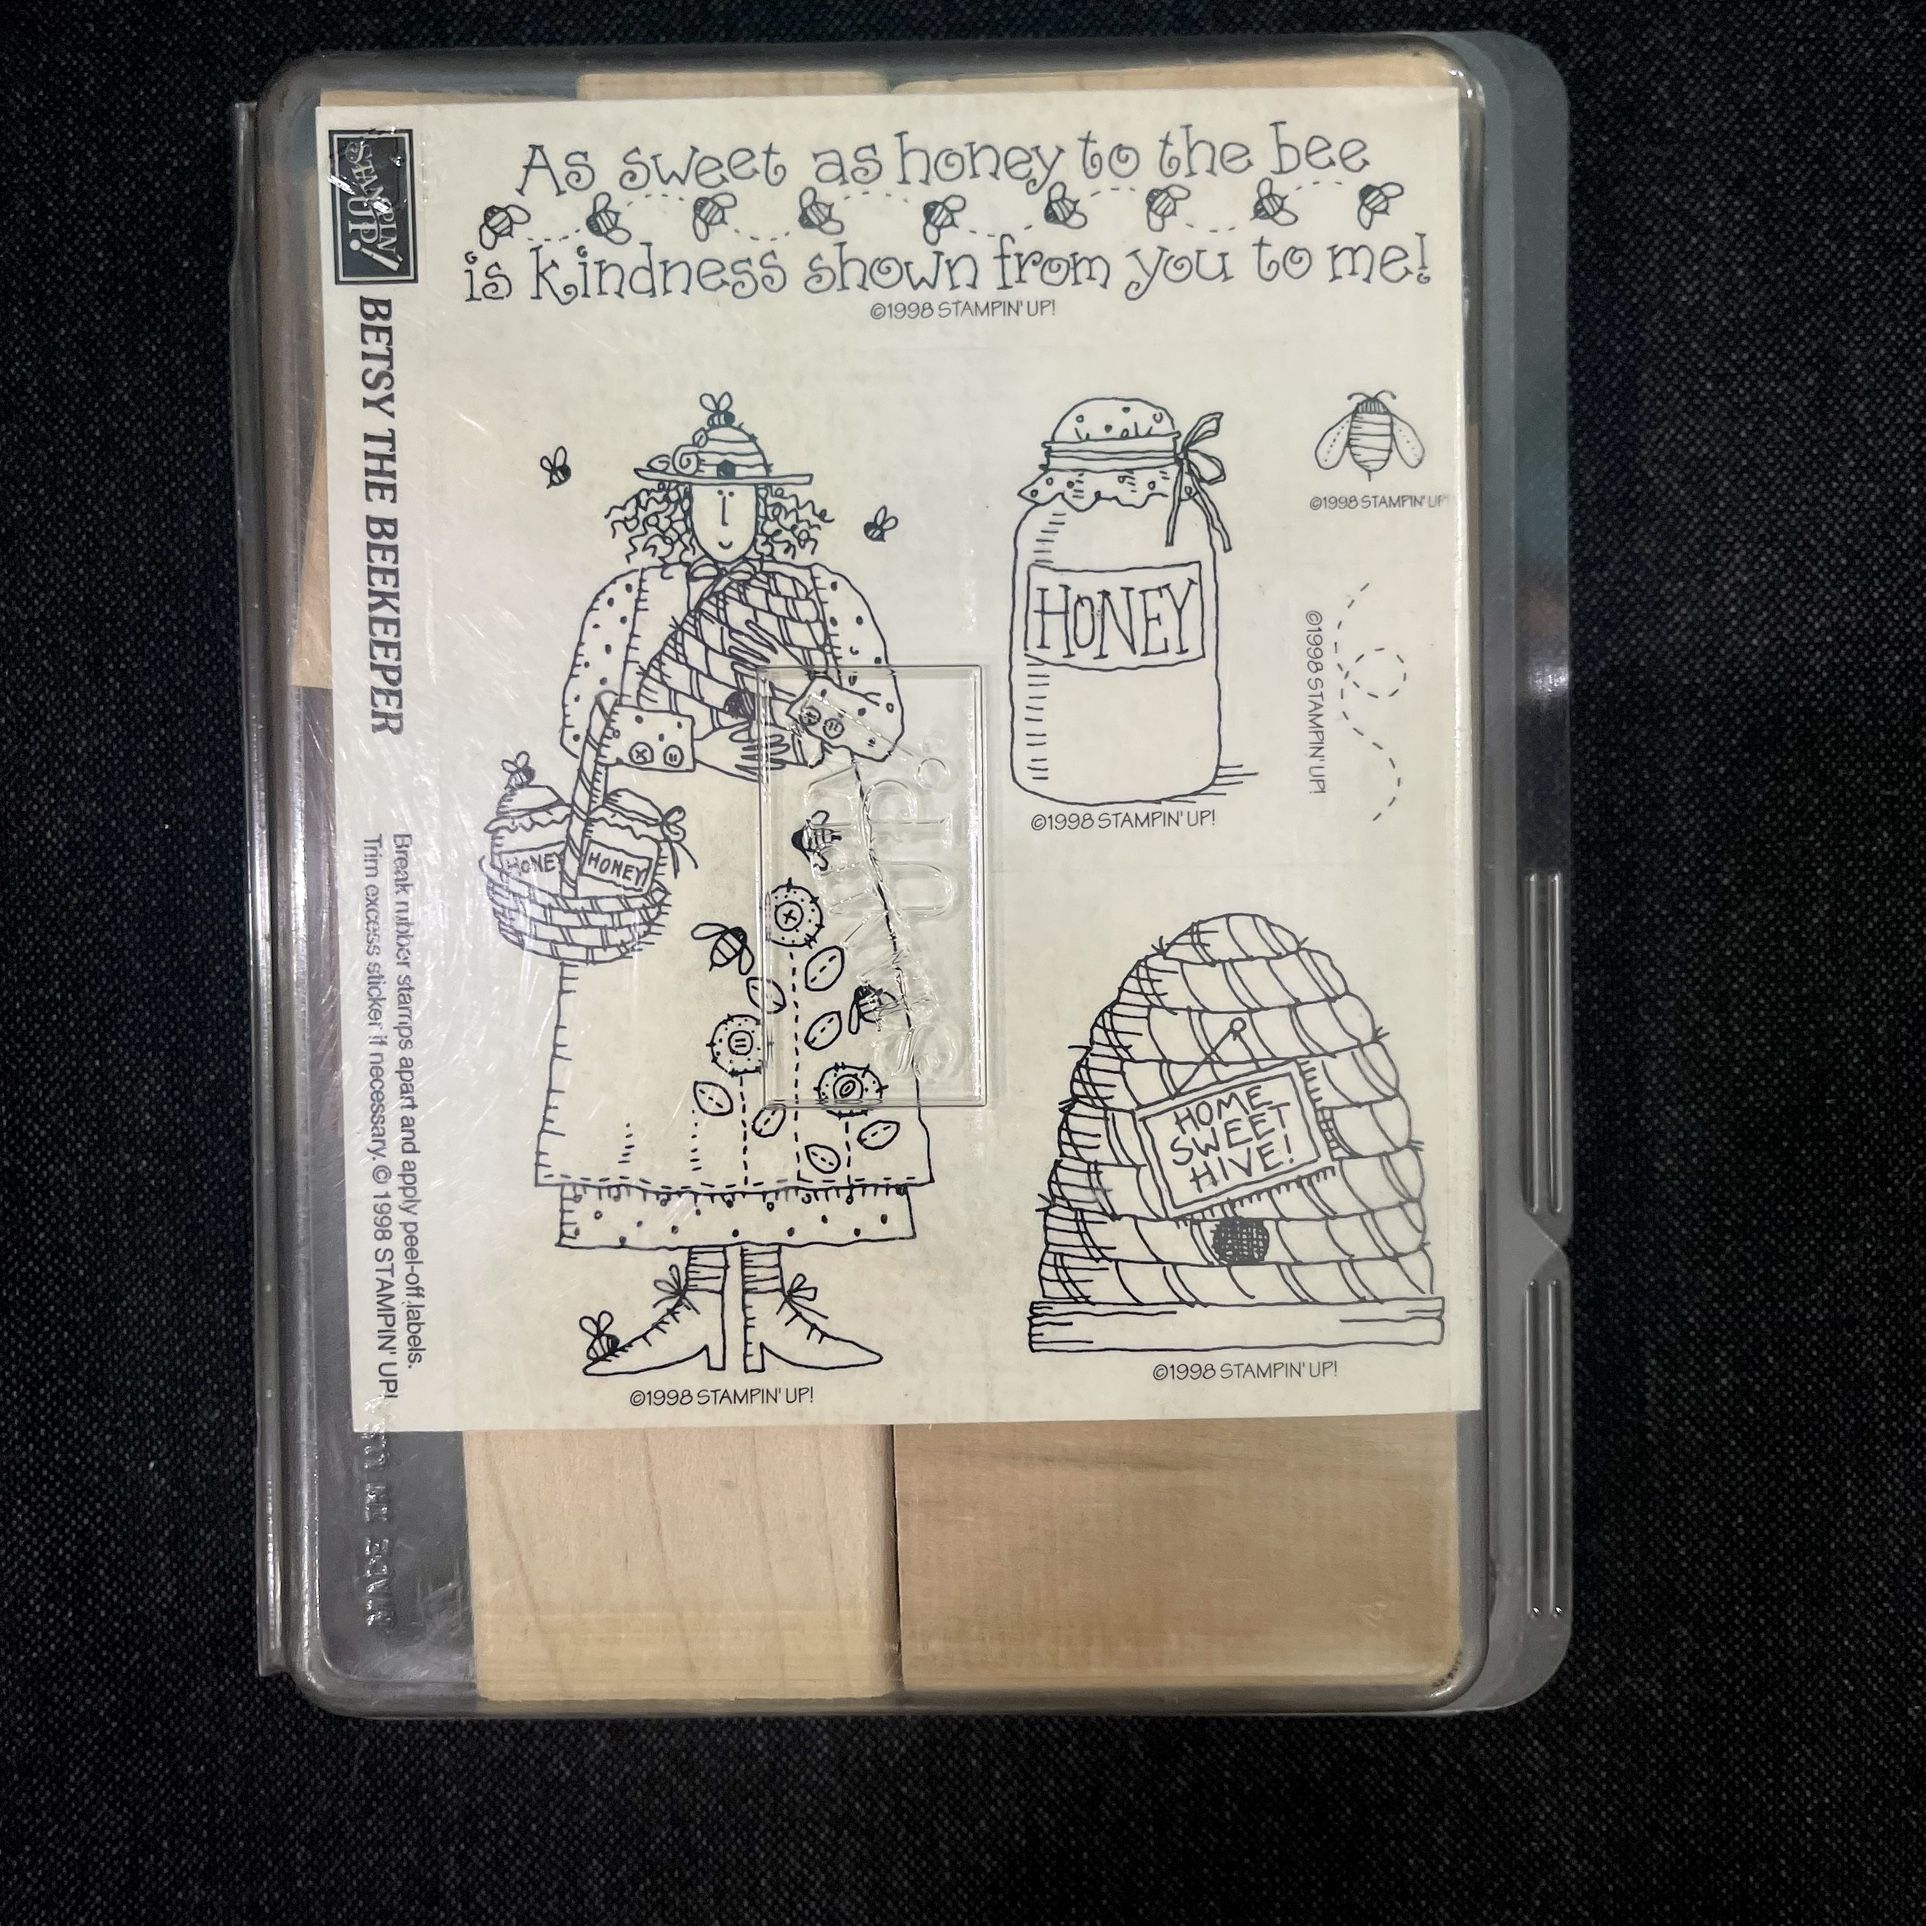 As sweet as honey to the bee
is kindness shown from you to me!
©1998 STAMPIN' UP!
STAMPIN' UP!
BETSY THE BEEKEEPER
Break rubber stamps apart and apply peel-off labels.
Trim excess sticker if necessary. © 1998 STAMPIN' UP!
HONEY
©1998 STAMPIN' UP!
©1998 STAMPIN' UP!
©1998 STAMPIN' UP!
HONEY
HONEY
HOME
SWEET
HIVE!
©1998 STAMPIN' UP!
©1998 STAMPIN' UP!